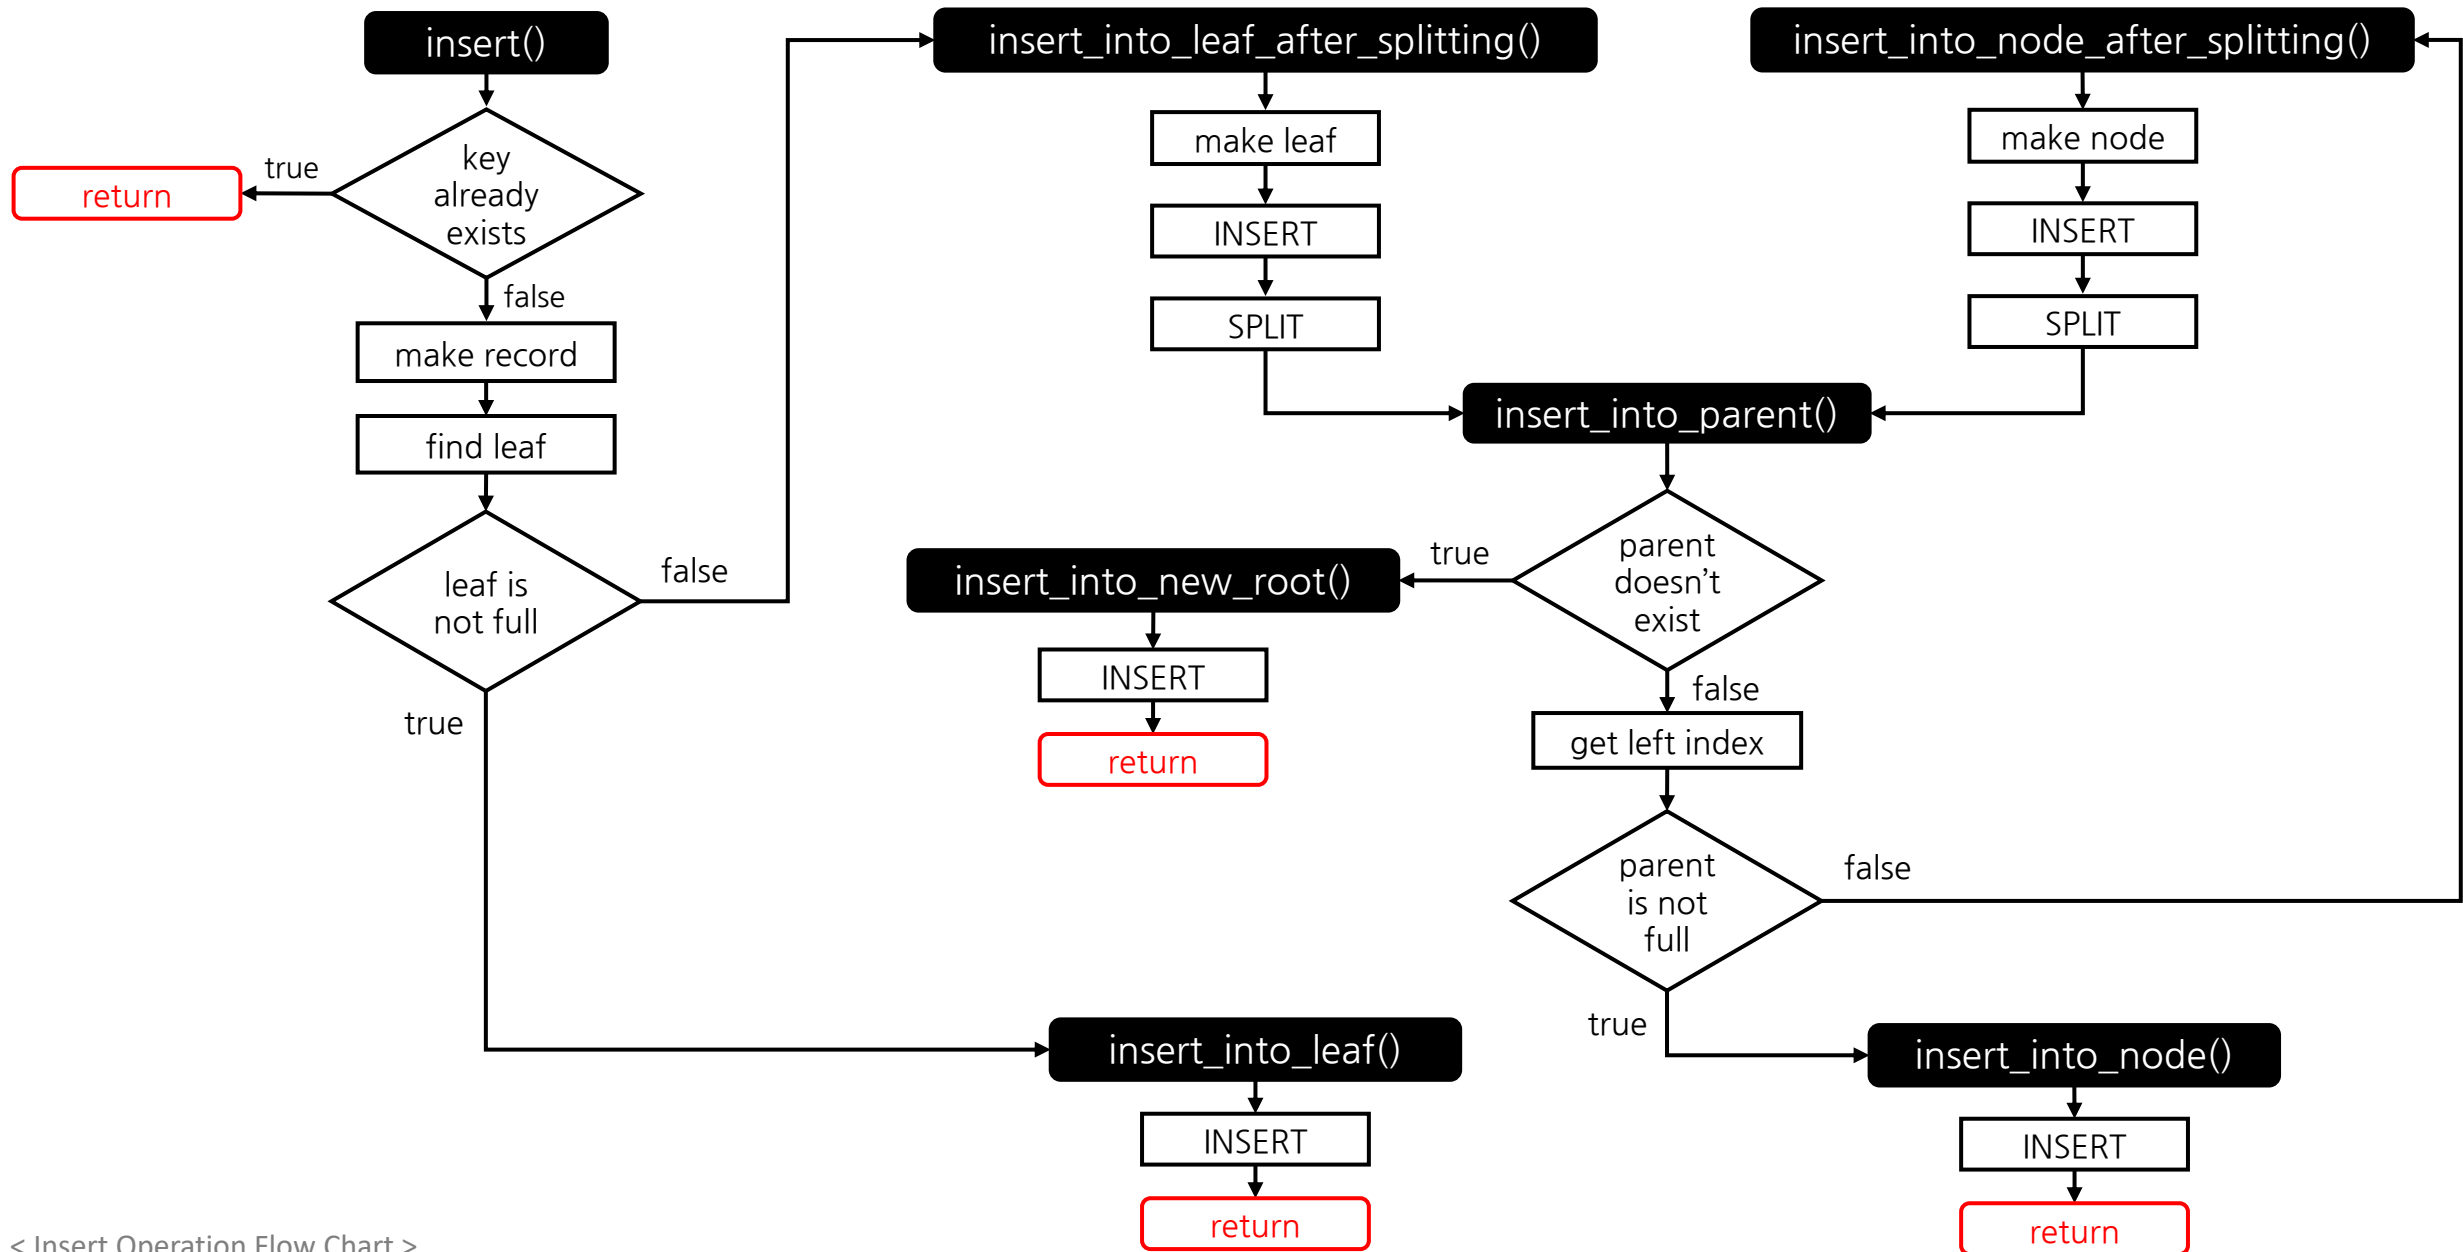 insert()
key
already
exists
true
return
false
make record
find leaf
leaf is
not full
false
true
insert_into_leaf_after_splitting()
make leaf
INSERT
SPLIT
insert_into_node_after_splitting()
make node
INSERT
SPLIT
insert_into_parent()
parent
doesn't
exist
true
insert_into_new_root()
INSERT
return
false
get left index
parent
is not
full
false
true
insert_into_leaf()
INSERT
return
insert_into_node()
INSERT
return
< Insert Operation Flow Chart >